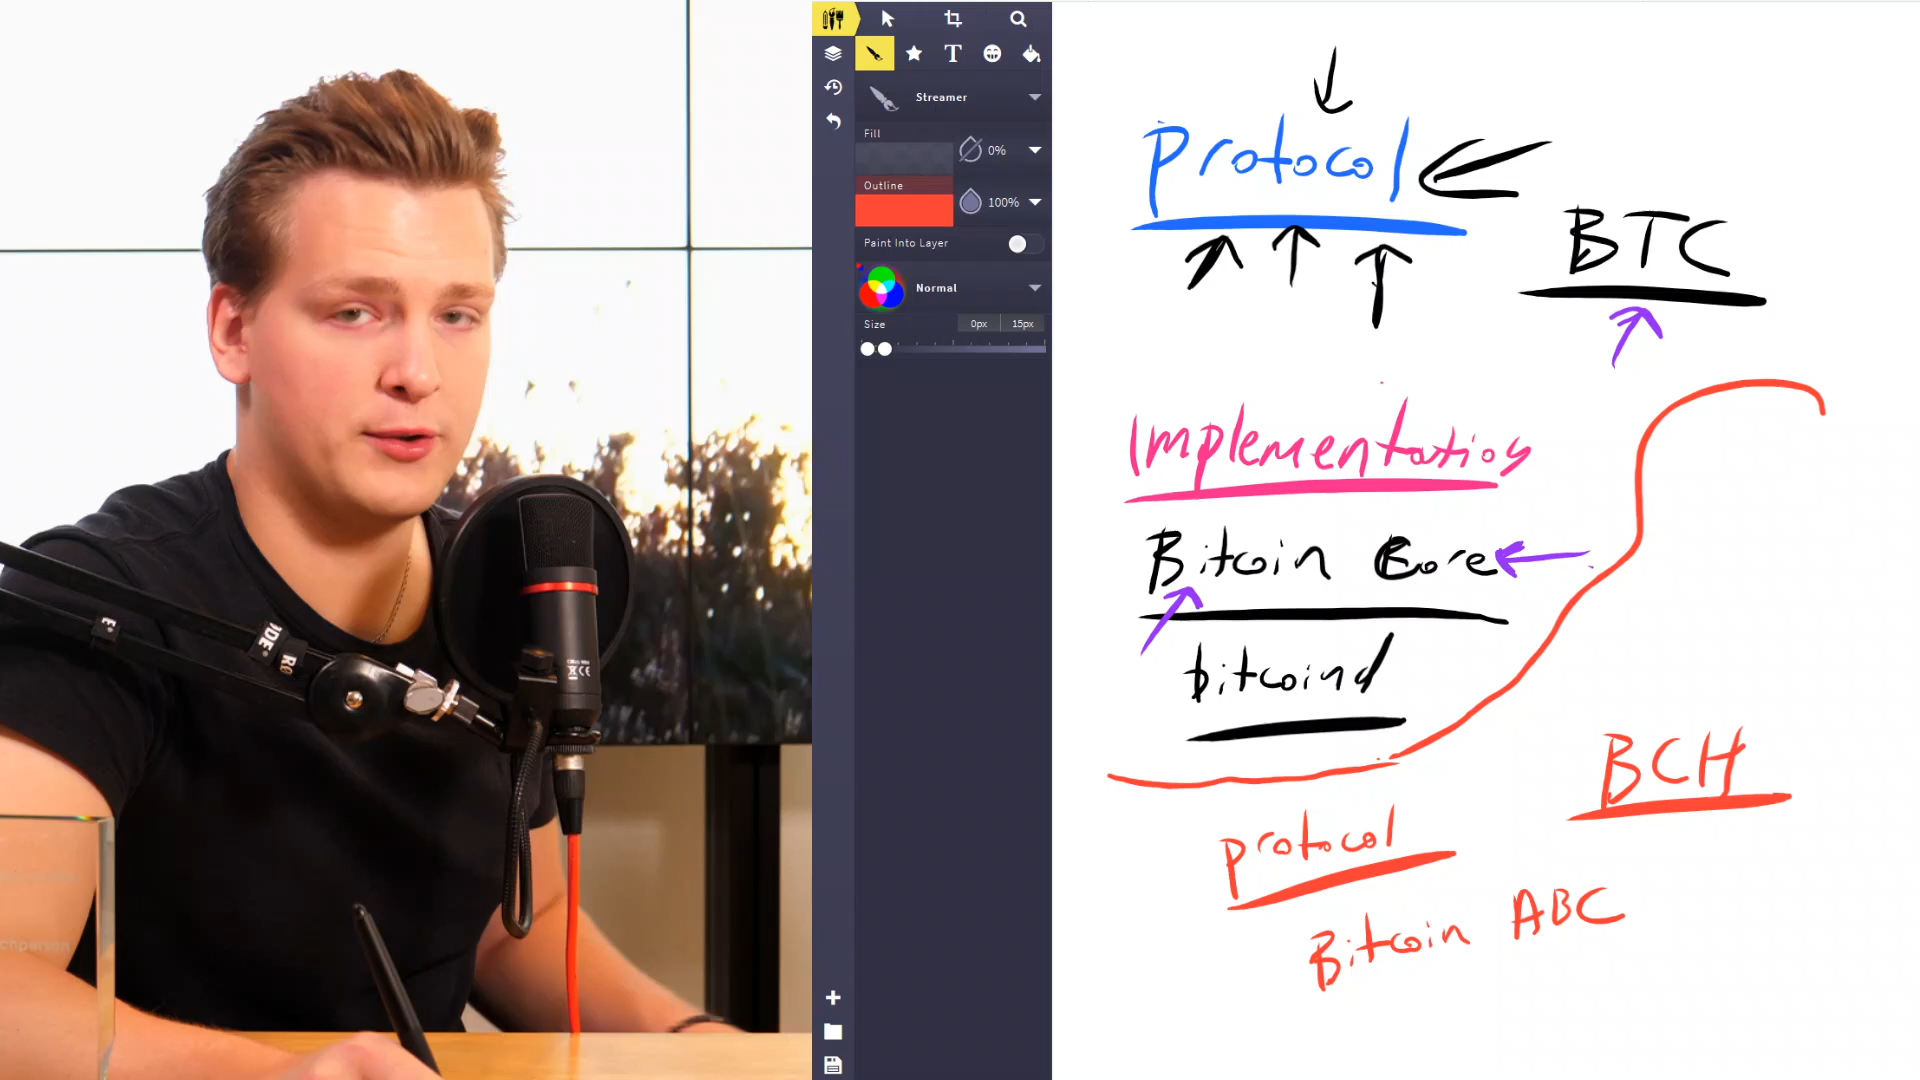 Streamer
Fill
0%
Outline
100%
Paint Into Layer
Normal
Size
0px 15px
Protocol
BTC
Implementation
Bitcoin Core
bitcoind
BCH
protocol
Bitcoin ABC